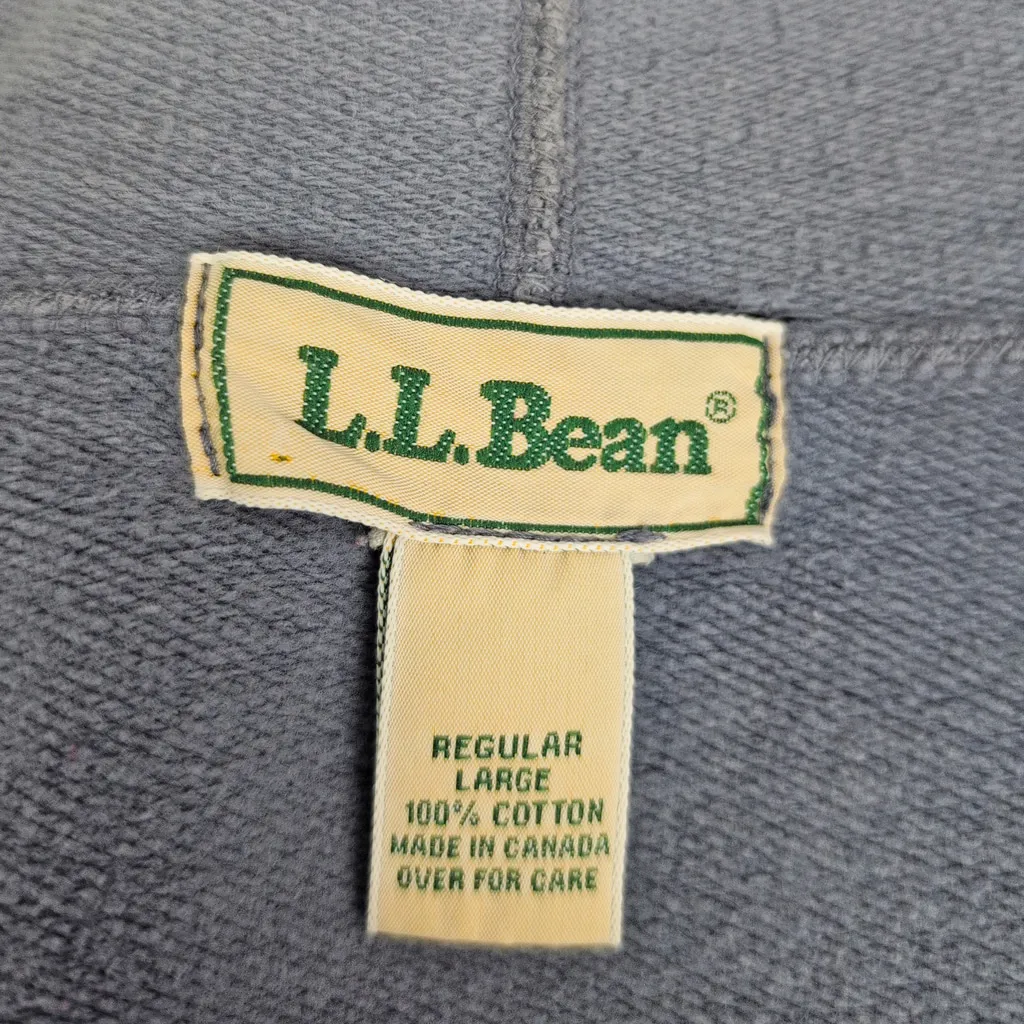 L.L.Bean®
REGULAR
LARGE
100% COTTON
MADE IN CANADA
OVER FOR CARE